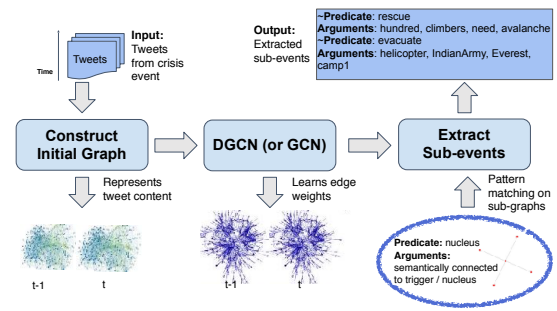 Input:
Tweets
from crisis
event
Time
Tweets
Output:
Extracted
sub-events
~Predicate: rescue
Arguments: hundred, climbers, need, avalanche
~Predicate: evacuate
Arguments: helicopter, IndianArmy, Everest,
camp1
Construct
Initial Graph
DGCN (or GCN)
Extract
Sub-events
Represents
tweet content
Learns edge
weights
Pattern
matching on
sub-graphs
t-1
t
t-1
t
Predicate: nucleus
Arguments:
semantically connected
to trigger / nucleus